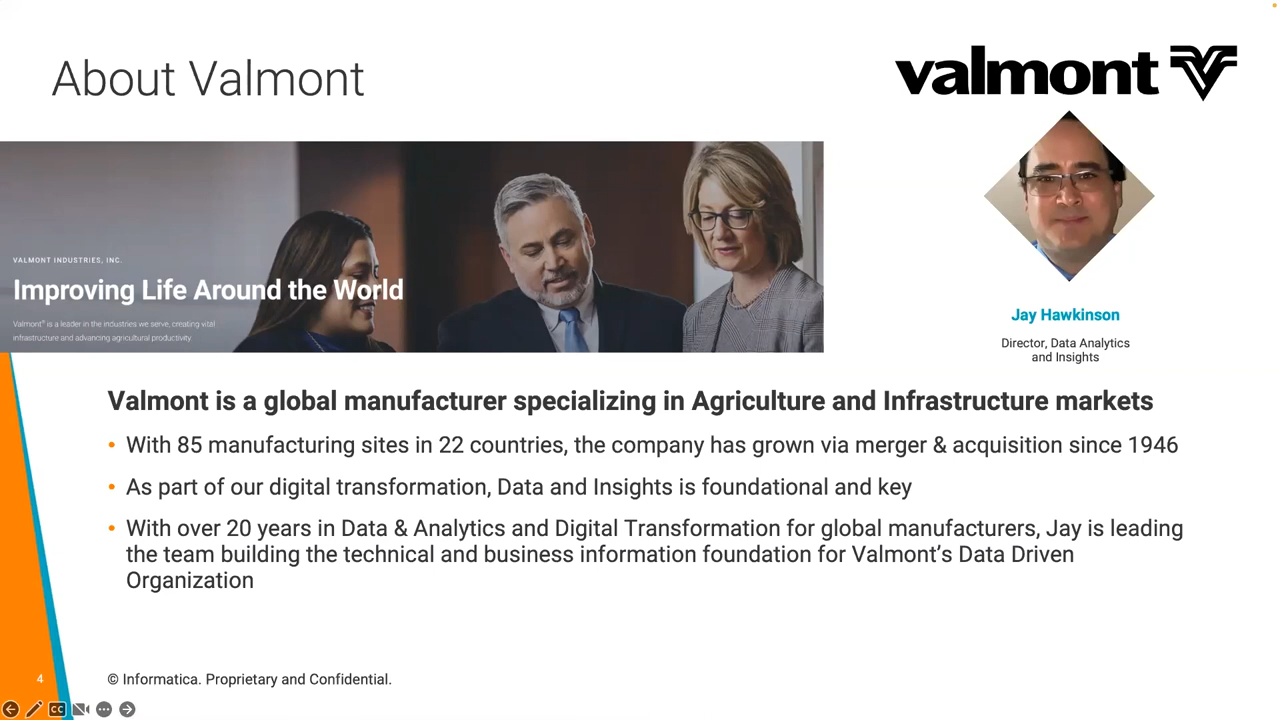 About Valmont
valmont
VALMONT INDUSTRIES, INC.
Improving Life Around the World
Valmont® is a leader in the industries we serve, creating vital
infrastructure and advancing agricultural productivity
Jay Hawkinson
Director, Data Analytics
and Insights
Valmont is a global manufacturer specializing in Agriculture and Infrastructure markets
• With 85 manufacturing sites in 22 countries, the company has grown via merger & acquisition since 1946
• As part of our digital transformation, Data and Insights is foundational and key
• With over 20 years in Data & Analytics and Digital Transformation for global manufacturers, Jay is leading
the team building the technical and business information foundation for Valmont’s Data Driven
Organization
4
© Informatica. Proprietary and Confidential.
CC